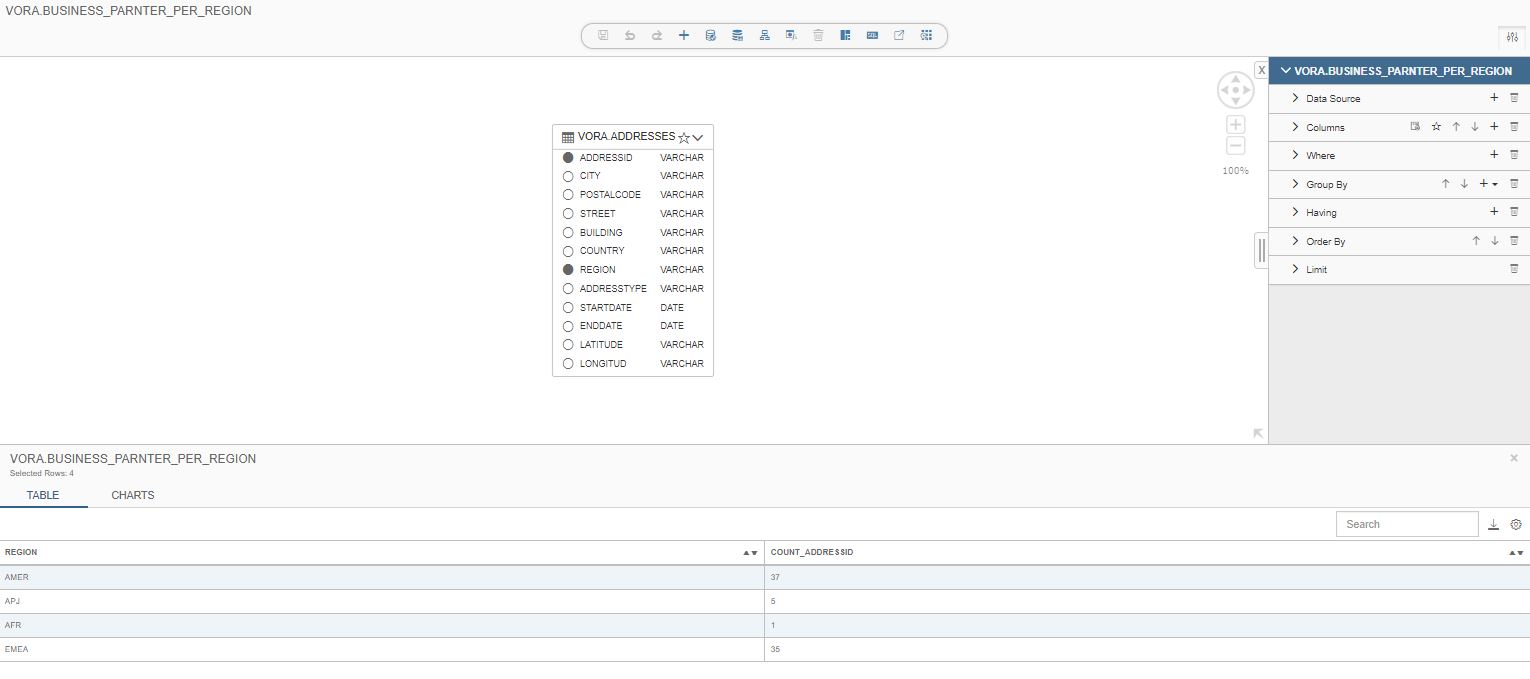 VORA.BUSINESS_PARNTER_PER_REGION
SQL
X
VORA.BUSINESS_PARNTER_PER_REGION
Data Source
Columns
Where
Group By
Having
Order By
Limit
100%
VORA.ADDRESSES
ADDRESSID VARCHAR
CITY VARCHAR
POSTALCODE VARCHAR
STREET VARCHAR
BUILDING VARCHAR
COUNTRY VARCHAR
REGION VARCHAR
ADDRESSTYPE VARCHAR
STARTDATE DATE
ENDDATE DATE
LATITUDE VARCHAR
LONGITUD VARCHAR
VORA.BUSINESS_PARNTER_PER_REGION
Selected Rows: 4
TABLE CHARTS
Search
REGION COUNT_ADDRESSID
AMER 37
APJ 5
AFR 1
EMEA 35